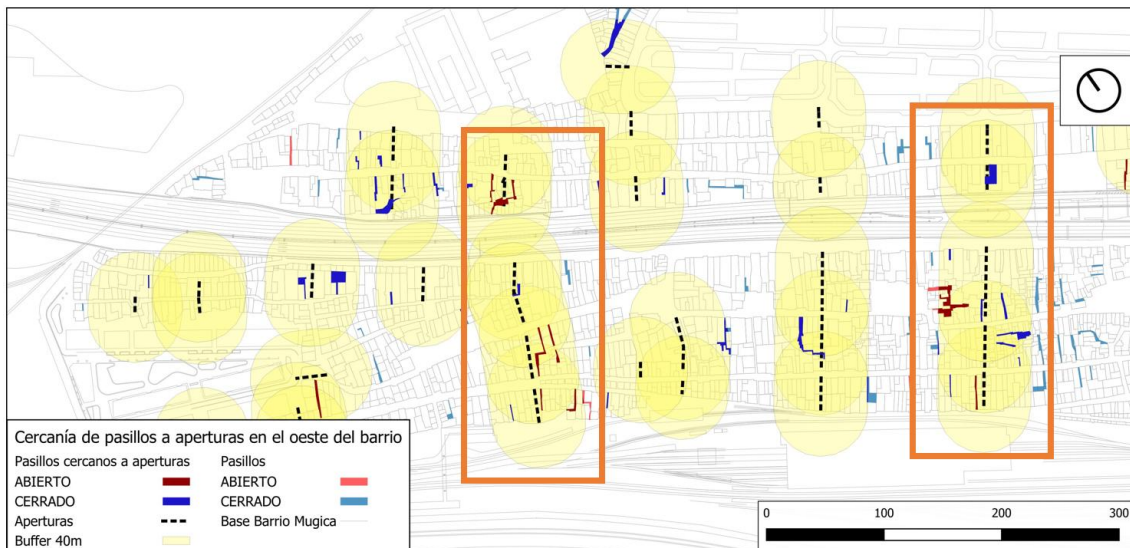 Cercanía de pasillos a aperturas en el oeste del barrio
Pasillos cercanos a aperturas Pasillos
ABIERTO ABIERTO
CERRADO CERRADO
Aperturas Base Barrio Mugica
Buffer 40m
0 100 200 300